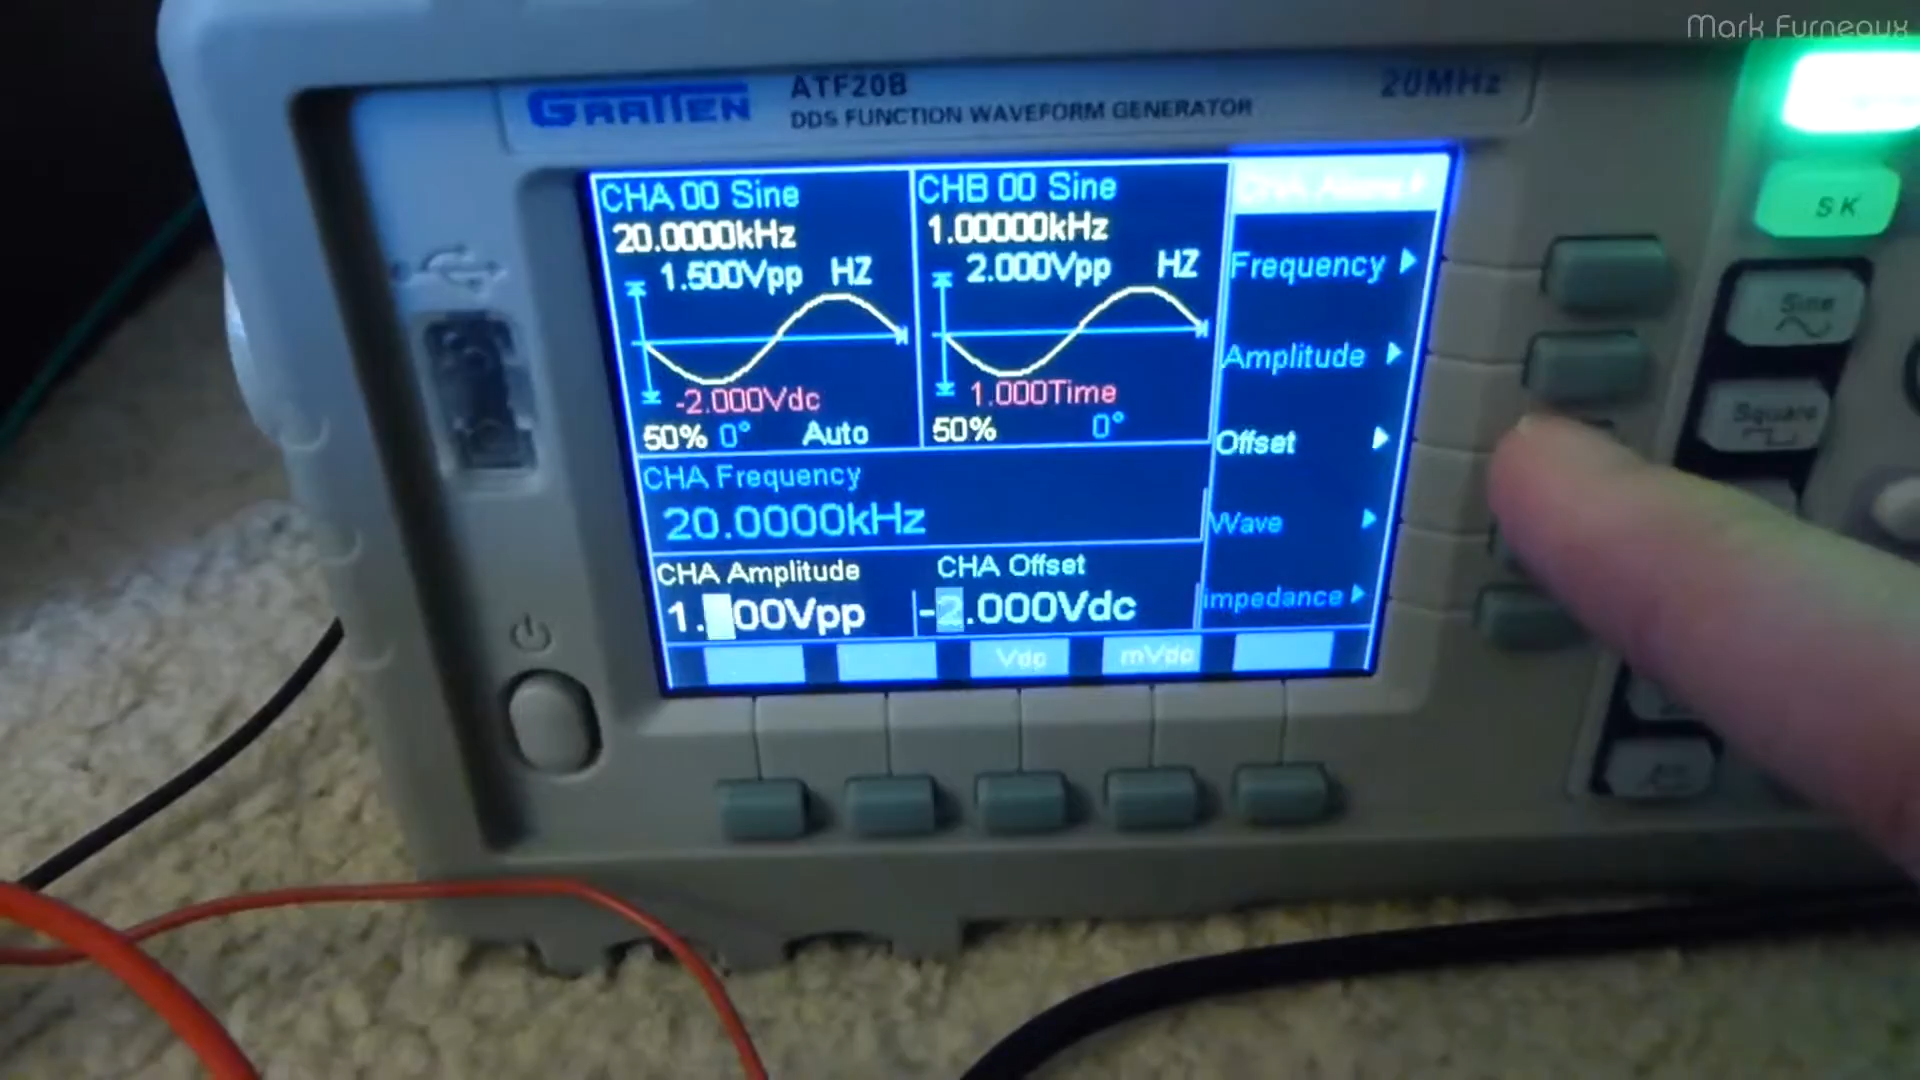 Mark Furneaux
GRATTEN
ATF20B
20MHz
DDS FUNCTION WAVEFORM GENERATOR
CHA 00 Sine
20.0000kHz
1.500Vpp HZ
-2.000Vdc
50% 0° Auto
CHB 00 Sine
1.00000kHz
2.000Vpp HZ
1.000Time
50% 0°
CHA Frequency
20.0000kHz
CHA Amplitude
1. 00Vpp
CHA Offset
-2.000Vdc
Vdc mVdc
Frequency
Amplitude
Offset
Wave
impedance
SK
Sine
Square